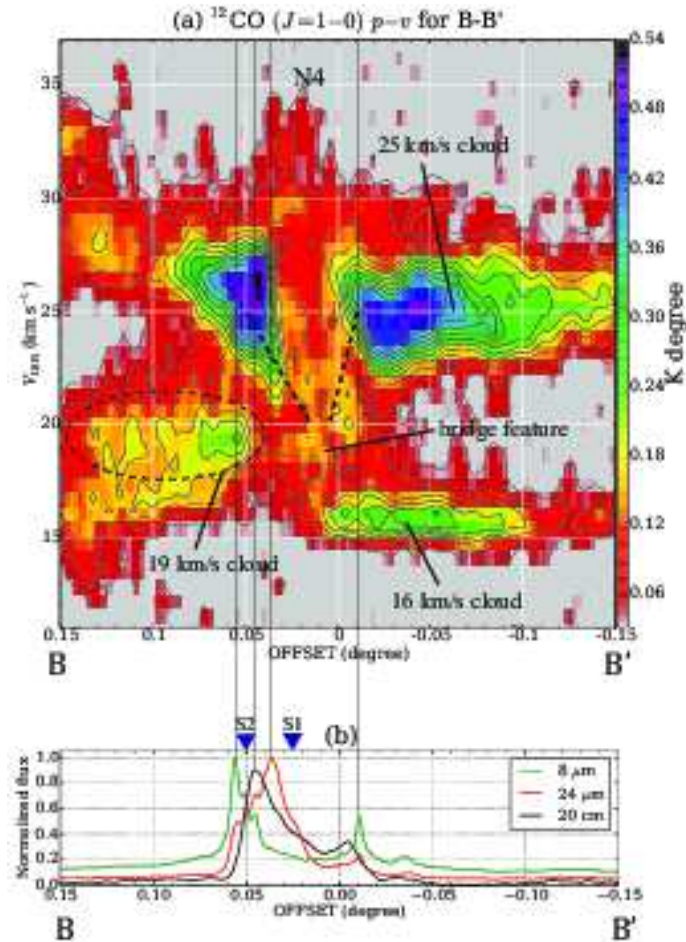 (a) ¹²CO (J=1−0) p−v for B-B'
N4
25 km/s cloud
bridge feature
19 km/s cloud
16 km/s cloud
35
30
25
20
15
0.15 0.1 0.05 0 -0.05 -0.1 -0.15
OFFSET (degree)
B B'
0.54
0.48
0.42
0.36
0.30
0.24
0.18
0.12
0.06
K degree
S2 S1 (b)
Normalized flux
1.0
0.8
0.6
0.4
0.2
0.0
8 μm
24 μm
20 cm
0.15 0.10 0.05 0.00 -0.05 -0.10 -0.15
OFFSET (degree)
B B'